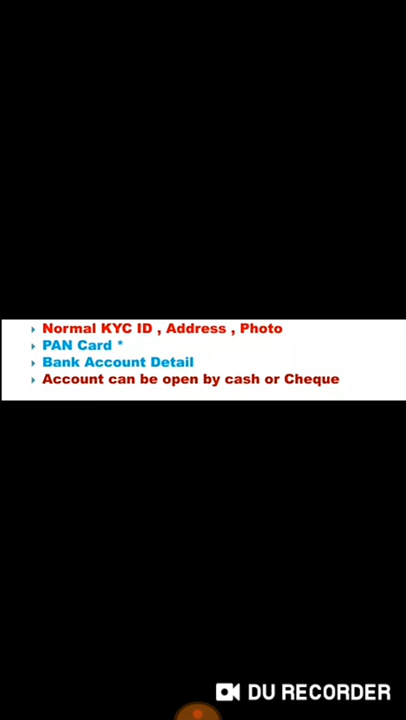 Normal KYC ID , Address , Photo
PAN Card *
Bank Account Detail
Account can be open by cash or Cheque
DU RECORDER